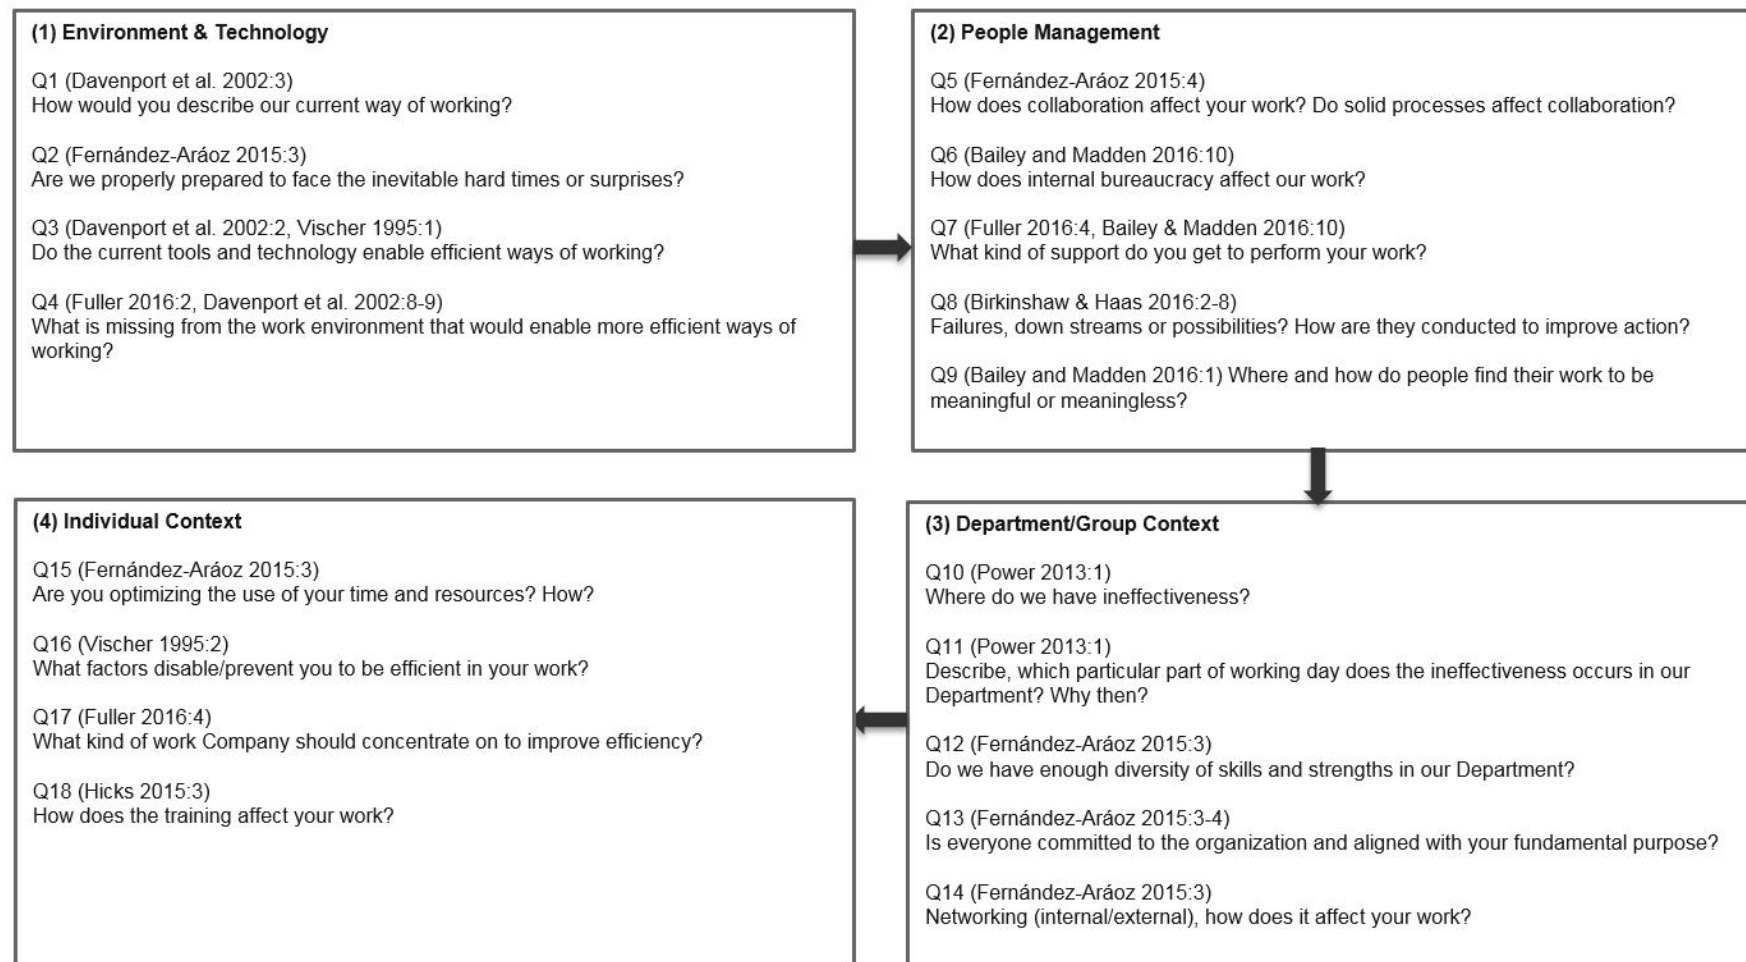 (1) Environment & Technology
Q1 (Davenport et al. 2002:3)
How would you describe our current way of working?
Q2 (Fernández-Aráoz 2015:3)
Are we properly prepared to face the inevitable hard times or surprises?
Q3 (Davenport et al. 2002:2, Vischer 1995:1)
Do the current tools and technology enable efficient ways of working?
Q4 (Fuller 2016:2, Davenport et al. 2002:8-9)
What is missing from the work environment that would enable more efficient ways of
working?
(2) People Management
Q5 (Fernández-Aráoz 2015:4)
How does collaboration affect your work? Do solid processes affect collaboration?
Q6 (Bailey and Madden 2016:10)
How does internal bureaucracy affect our work?
Q7 (Fuller 2016:4, Bailey & Madden 2016:10)
What kind of support do you get to perform your work?
Q8 (Birkinshaw & Haas 2016:2-8)
Failures, down streams or possibilities? How are they conducted to improve action?
Q9 (Bailey and Madden 2016:1) Where and how do people find their work to be
meaningful or meaningless?
(3) Department/Group Context
Q10 (Power 2013:1)
Where do we have ineffectiveness?
Q11 (Power 2013:1)
Describe, which particular part of working day does the ineffectiveness occurs in our
Department? Why then?
Q12 (Fernández-Aráoz 2015:3)
Do we have enough diversity of skills and strengths in our Department?
Q13 (Fernández-Aráoz 2015:3-4)
Is everyone committed to the organization and aligned with your fundamental purpose?
Q14 (Fernández-Aráoz 2015:3)
Networking (internal/external), how does it affect your work?
(4) Individual Context
Q15 (Fernández-Aráoz 2015:3)
Are you optimizing the use of your time and resources? How?
Q16 (Vischer 1995:2)
What factors disable/prevent you to be efficient in your work?
Q17 (Fuller 2016:4)
What kind of work Company should concentrate on to improve efficiency?
Q18 (Hicks 2015:3)
How does the training affect your work?